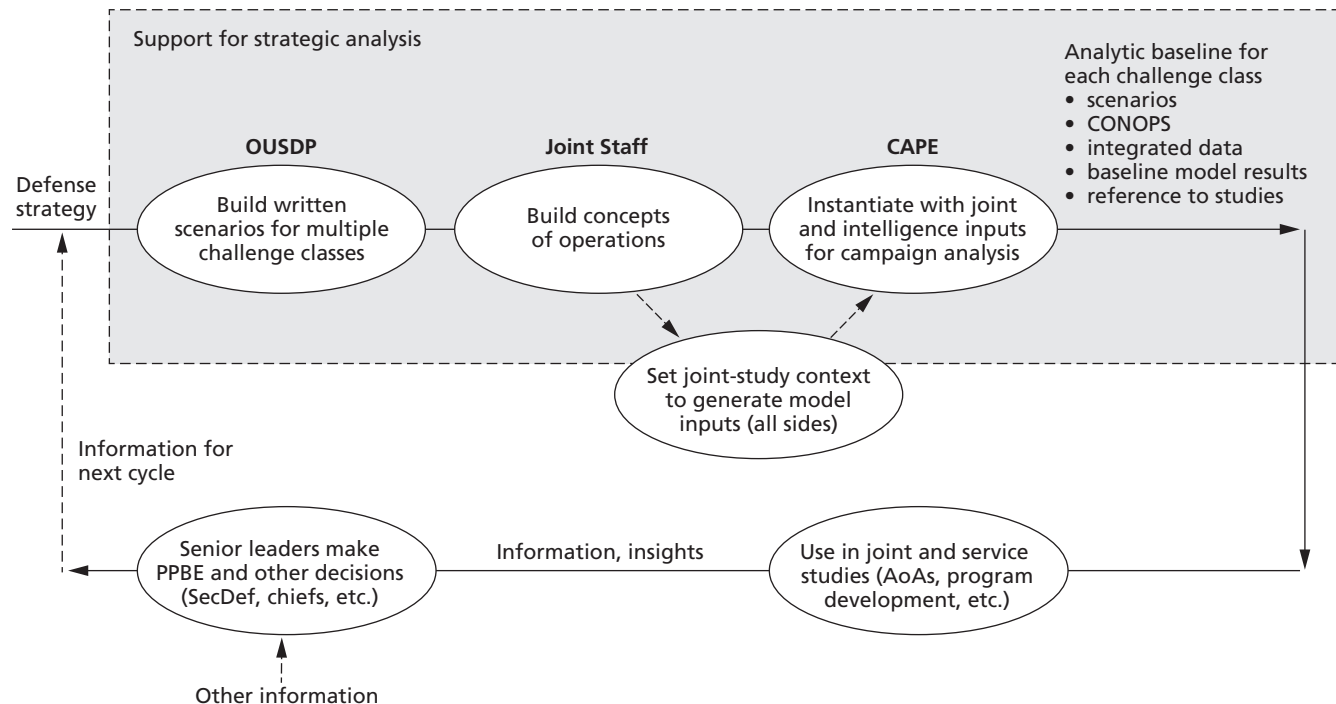 Support for strategic analysis
Analytic baseline for
each challenge class
• scenarios
• CONOPS
• integrated data
• baseline model results
• reference to studies
OUSDP
Joint Staff
CAPE
Defense
strategy
Build written
scenarios for multiple
challenge classes
Build concepts
of operations
Instantiate with joint
and intelligence inputs
for campaign analysis
Set joint-study context
to generate model
inputs (all sides)
Information for
next cycle
Senior leaders make
PPBE and other decisions
(SecDef, chiefs, etc.)
Information, insights
Use in joint and service
studies (AoAs, program
development, etc.)
Other information